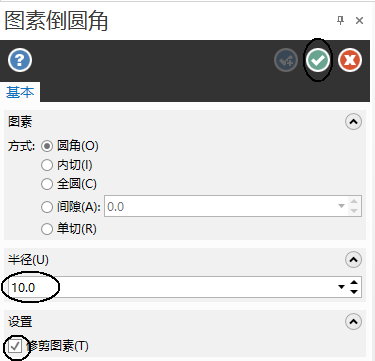 图素倒圆角
基本
图素
方式: 圆角(O)
内切(I)
全圆(C)
间隙(A): 0.0
单切(R)
半径(U)
10.0
设置
修剪图素(T)